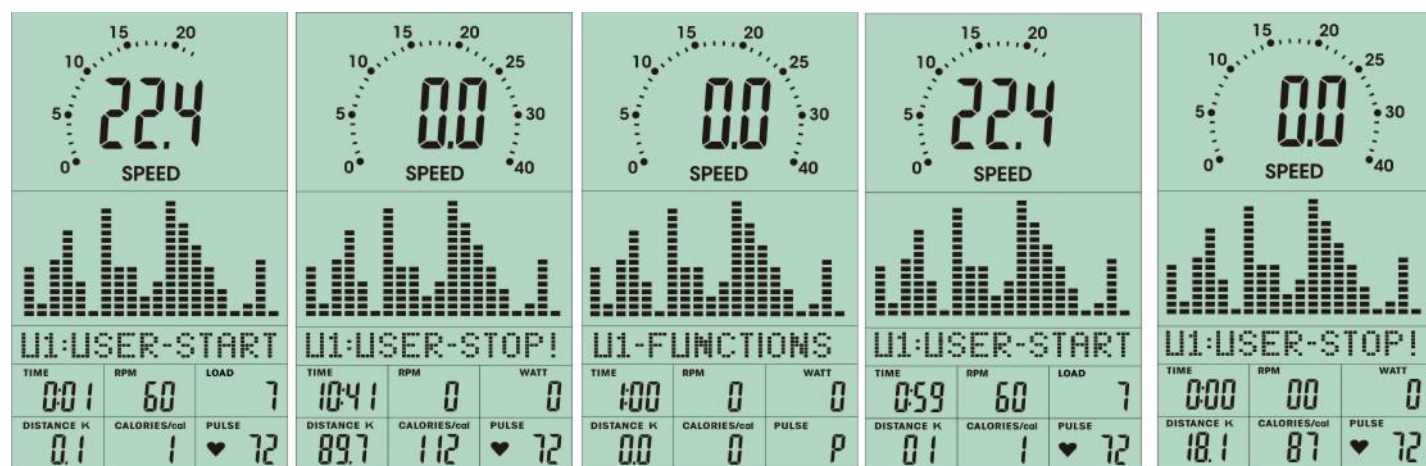 15 20
10
5
0
22.4
SPEED
U1:USER-START
TIME RPM LOAD
0:01 60 7
DISTANCE K CALORIES/cal PULSE
0.1 1 72
15 20
10 25
5 30
0 40
0.0
SPEED
U1:USER-STOP!
TIME RPM WATT
10:41 0 0
DISTANCE K CALORIES/cal PULSE
89.7 112 72
15 20
10 25
5 30
0 40
0.0
SPEED
U1-FUNCTIONS
TIME RPM WATT
1:00 0 0
DISTANCE K CALORIES/cal PULSE
0.0 0 P
15 20
10
5
0
22.4
SPEED
U1:USER-START
TIME RPM LOAD
0:59 60 7
DISTANCE K CALORIES/cal PULSE
01 1 72
15 20
10 25
5 30
0 40
0.0
SPEED
U1:USER-STOP!
TIME RPM WATT
0:00 00 0
DISTANCE K CALORIES/cal PULSE
18.1 87 72